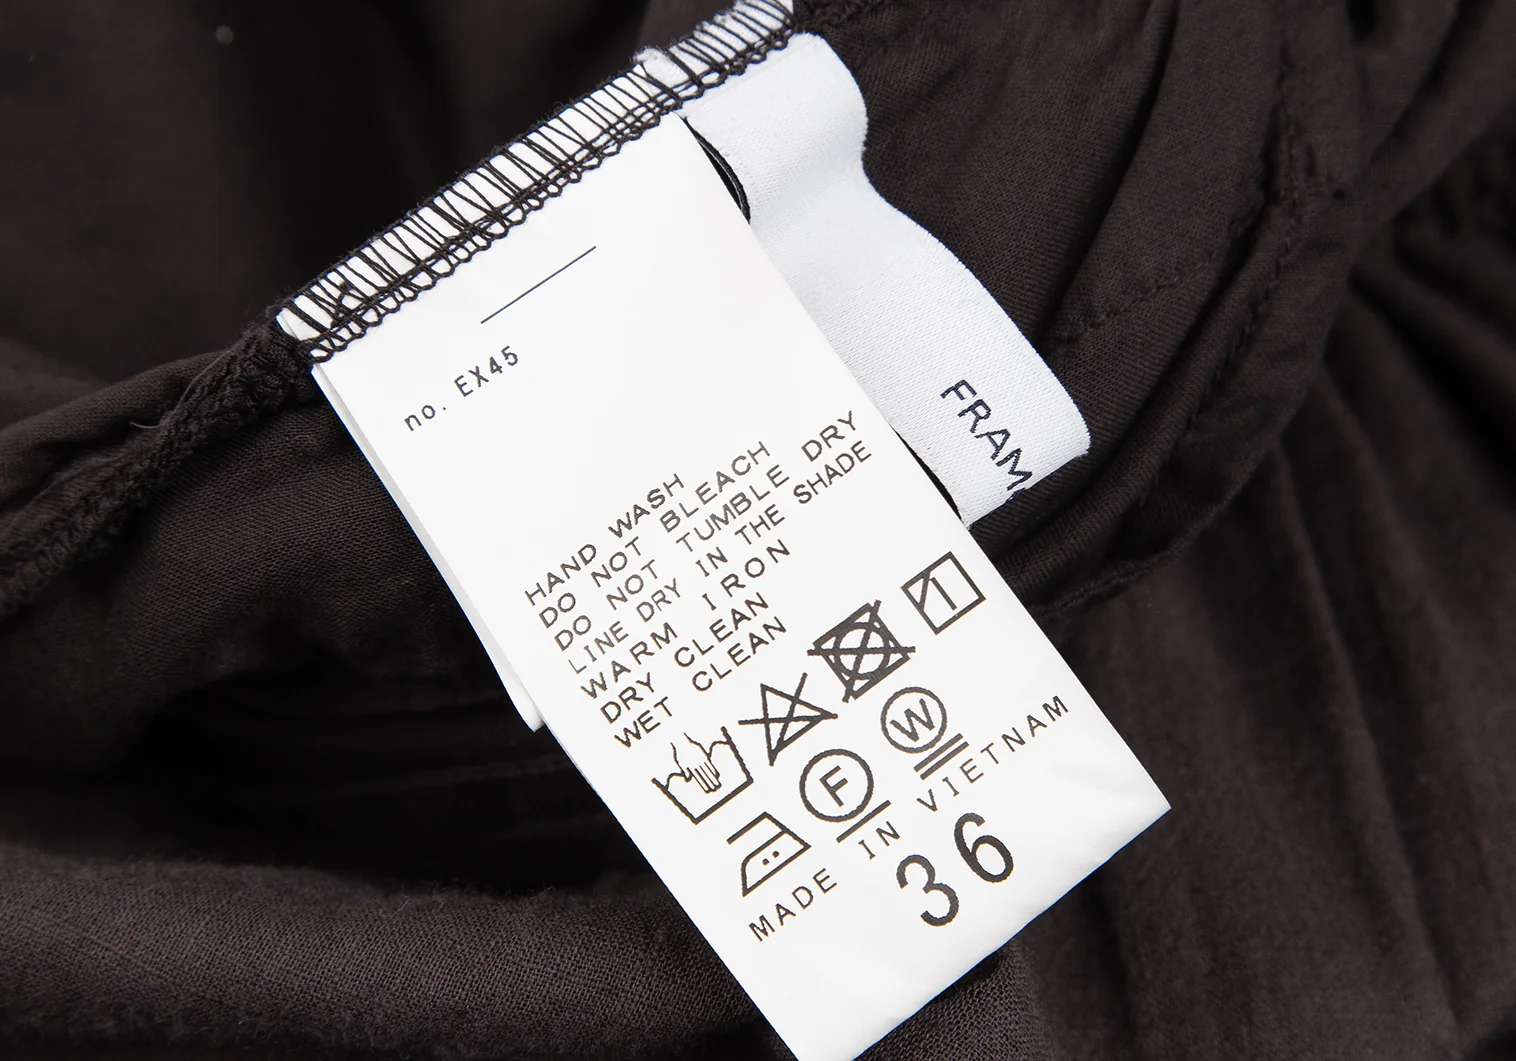 no. EX45
HAND WASH
DO NOT BLEACH
DO NOT TUMBLE DRY
LINE DRY IN THE SHADE
WARM IRON
DRY CLEAN
WET CLEAN
F
W
MADE IN VIETNAM
36
FRAM